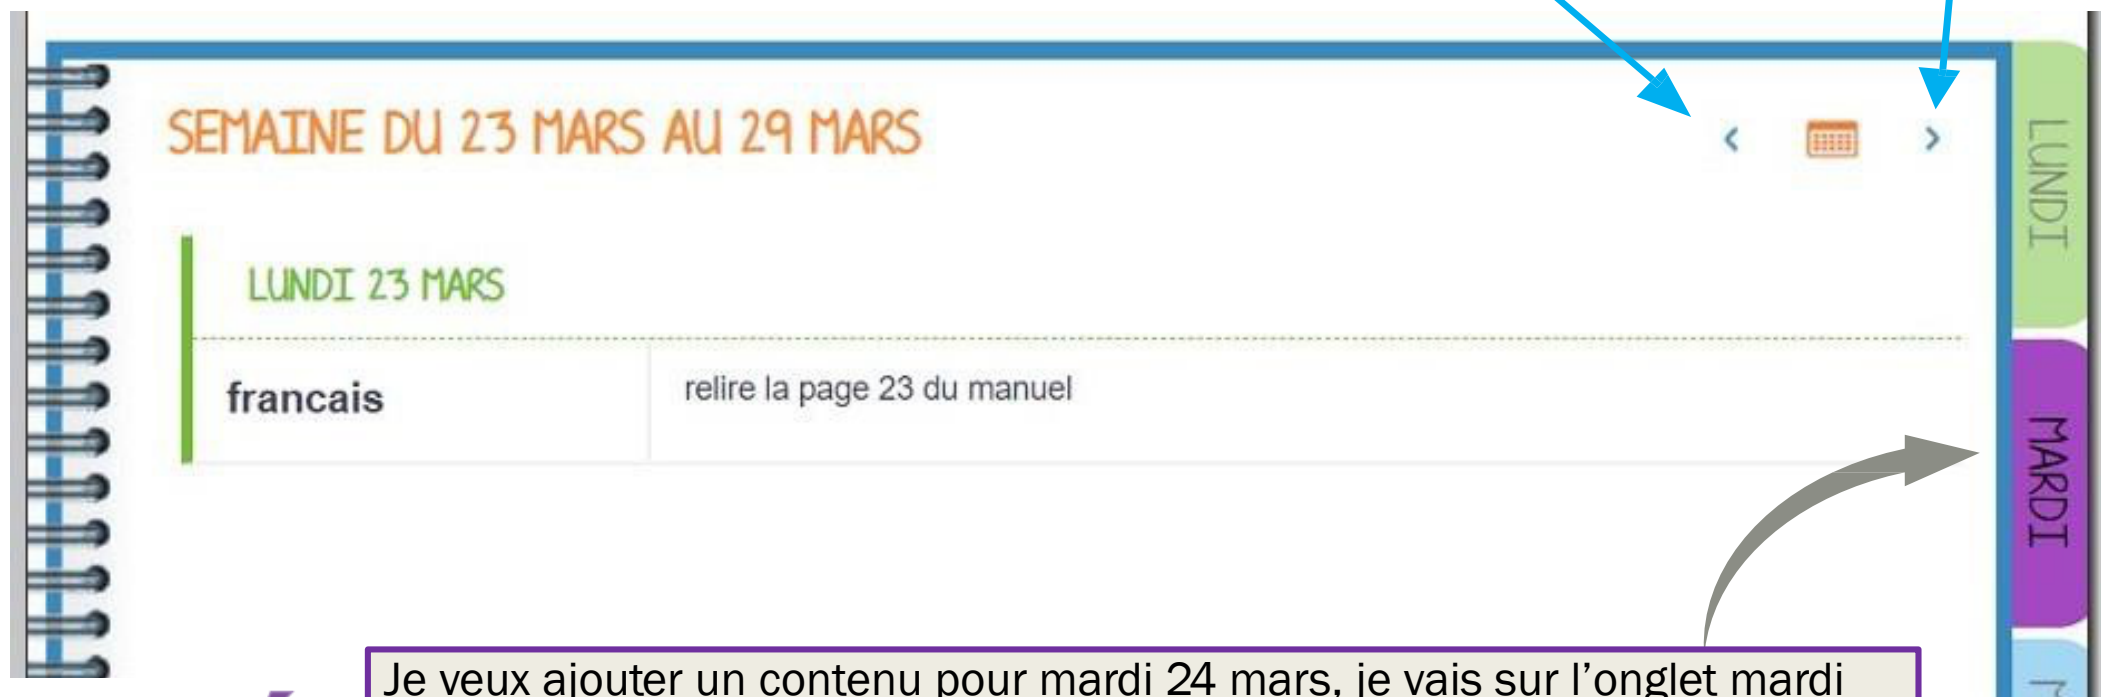 SEMAINE DU 23 MARS AU 29 MARS
LUNDI 23 MARS
francais
relire la page 23 du manuel
LUNDI
MARDI
Je veux ajouter un contenu pour mardi 24 mars, je vais sur l'onglet mardi